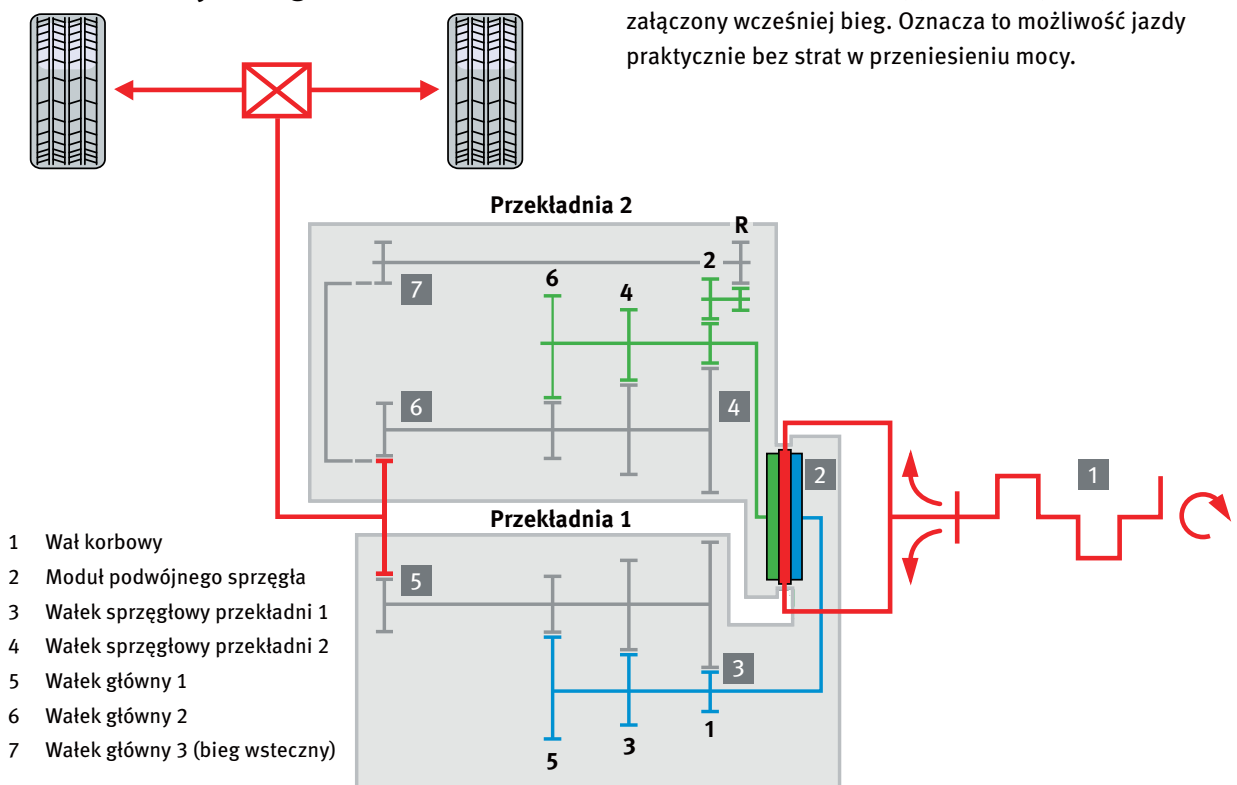 załączony wcześniej bieg. Oznacza to możliwość jazdy
praktycznie bez strat w przeniesieniu mocy.
Przekładnia 2
R
2
6
4
7
6
4
2
1
Przekładnia 1
5
3
1
3
5
1 Wał korbowy
2 Moduł podwójnego sprzęgła
3 Wałek sprzęgłowy przekładni 1
4 Wałek sprzęgłowy przekładni 2
5 Wałek główny 1
6 Wałek główny 2
7 Wałek główny 3 (bieg wsteczny)